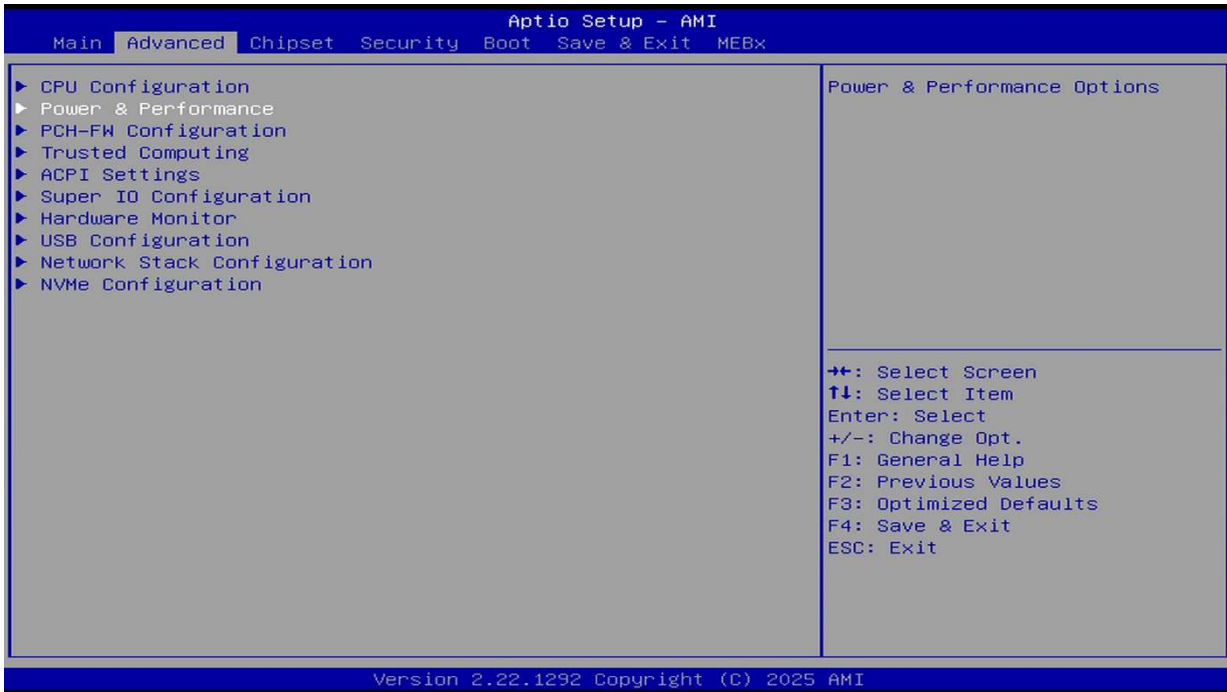 Aptio Setup – AMI
Main Advanced Chipset Security Boot Save & Exit MEBx
▶ CPU Configuration
▶ Power & Performance
▶ PCH-FW Configuration
▶ Trusted Computing
▶ ACPI Settings
▶ Super IO Configuration
▶ Hardware Monitor
▶ USB Configuration
▶ Network Stack Configuration
▶ NVMe Configuration
Power & Performance Options
→←: Select Screen
↑↓: Select Item
Enter: Select
+/-: Change Opt.
F1: General Help
F2: Previous Values
F3: Optimized Defaults
F4: Save & Exit
ESC: Exit
Version 2.22.1292 Copyright (C) 2025 AMI